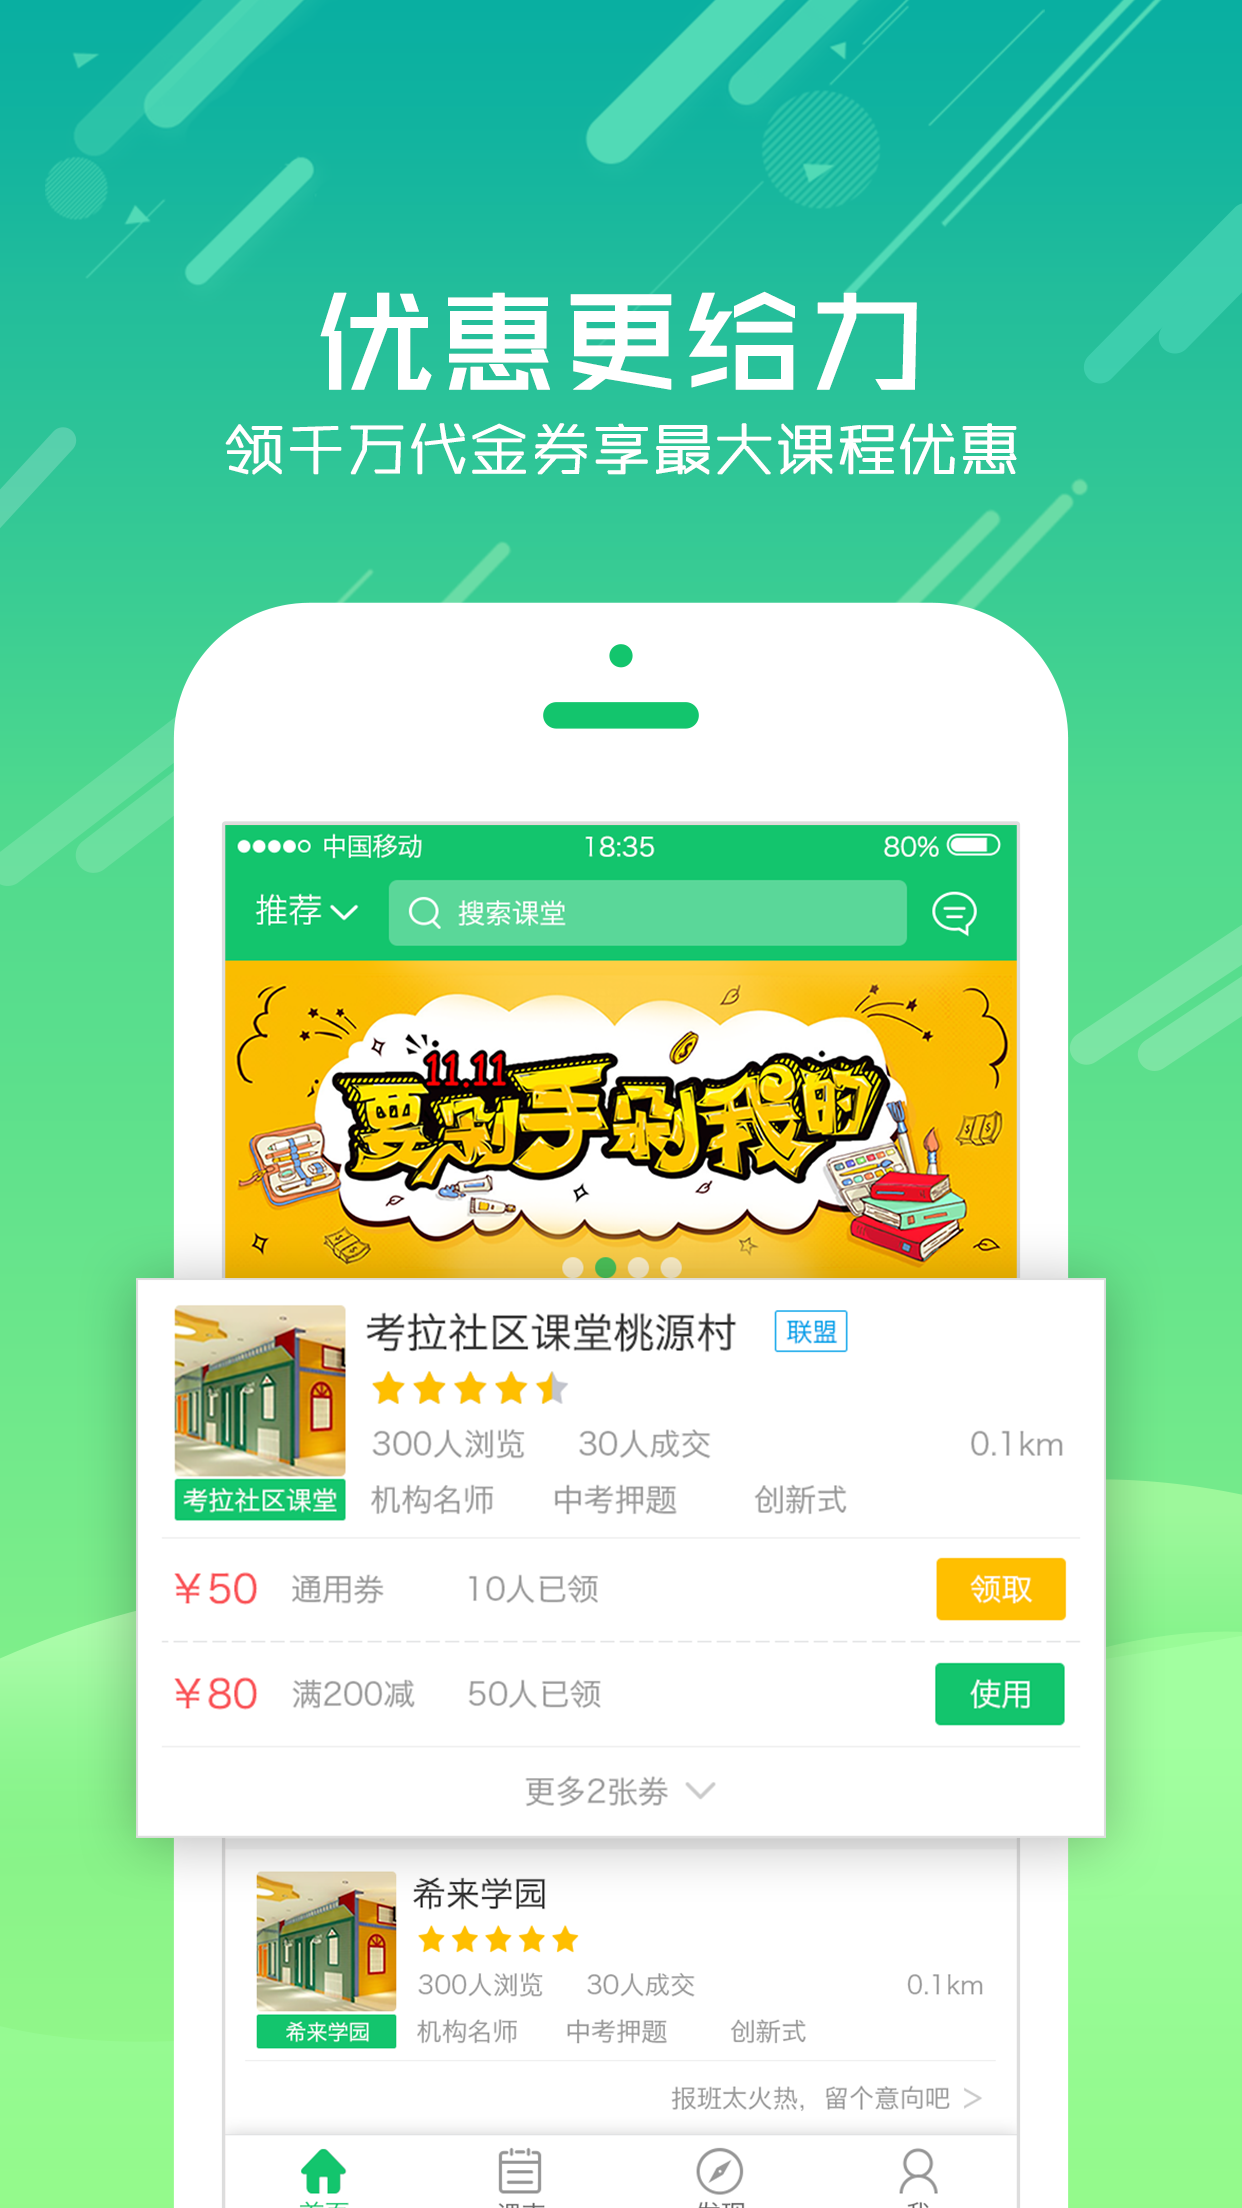 优惠更给力
领千万代金券享最大课程优惠
中国移动 18:35 80%
推荐 搜索课堂
11.11
要剁手剁我的
考拉社区课堂桃源村 联盟
300人浏览 30人成交 0.1km
考拉社区课堂 机构名师 中考押题 创新式
￥50 通用券 10人已领 领取
￥80 满200减 50人已领 使用
更多2张券
希来学园
300人浏览 30人成交 0.1km
希来学园 机构名师 中考押题 创新式
报班太火热，留个意向吧 >